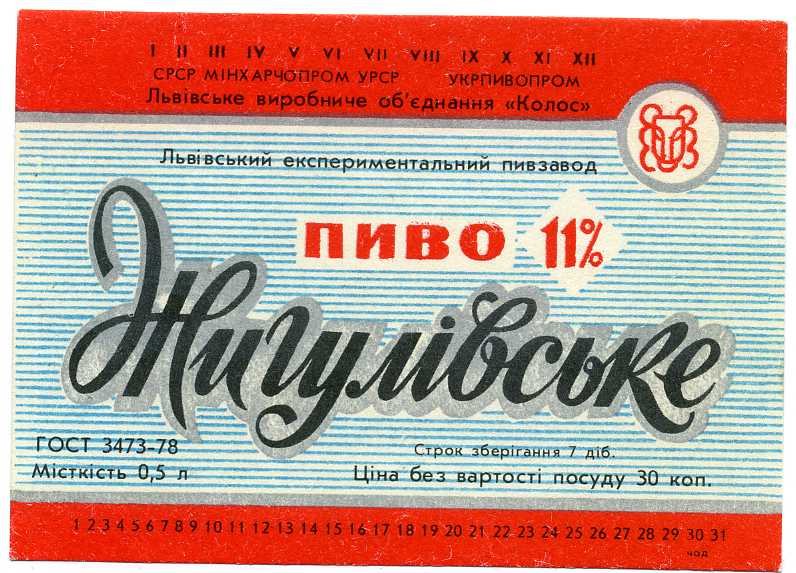 I II III IV V VI VII VIII IX X XI XII
СРСР МІНХАРЧОПРОМ УРСР УКРПИВОПРОМ
Львівське виробниче об'єднання «Колос»
Львівський експериментальний пивзавод
ПИВО 11%
Жигулівське
ГОСТ 3473-78
Строк зберігання 7 діб.
Місткість 0,5 л
Ціна без вартості посуду 30 коп.
1 2 3 4 5 6 7 8 9 10 11 12 13 14 15 16 17 18 19 20 21 22 23 24 25 26 27 28 29 30 31